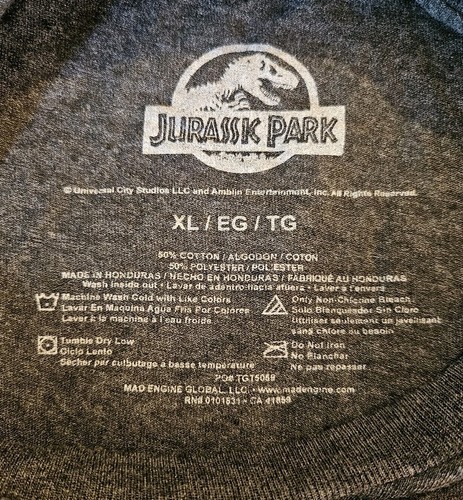 JURASSIC PARK
© Universal City Studios LLC and Amblin Entertainment, Inc. All Rights Reserved.
XL / EG / TG
50% COTTON / ALGODON / COTON
50% POLYESTER / POLIESTER
MADE IN HONDURAS / HECHO EN HONDURAS / FABRIQUÉ AU HONDURAS
Wash inside out • Lavar de adentro hacia afuera • Laver à l'envers
Machine Wash Cold with Like Colors
Lavar En Maquina Agua Fria Por Colores
Laver à la machine à l'eau froide
Only Non-Chlorine Bleach
Solo Blanqueador Sin Cloro
Utiliser seulement un javellisant
sans chlore au besoin
Tumble Dry Low
Ciclo Lento
Sécher par culbutage à basse température
Do Not Iron
No Planchar
Ne pas repasser
PO# TGT5089
MAD ENGINE GLOBAL, LLC. • www.madengine.com
RN# 0101831 • CA 41859